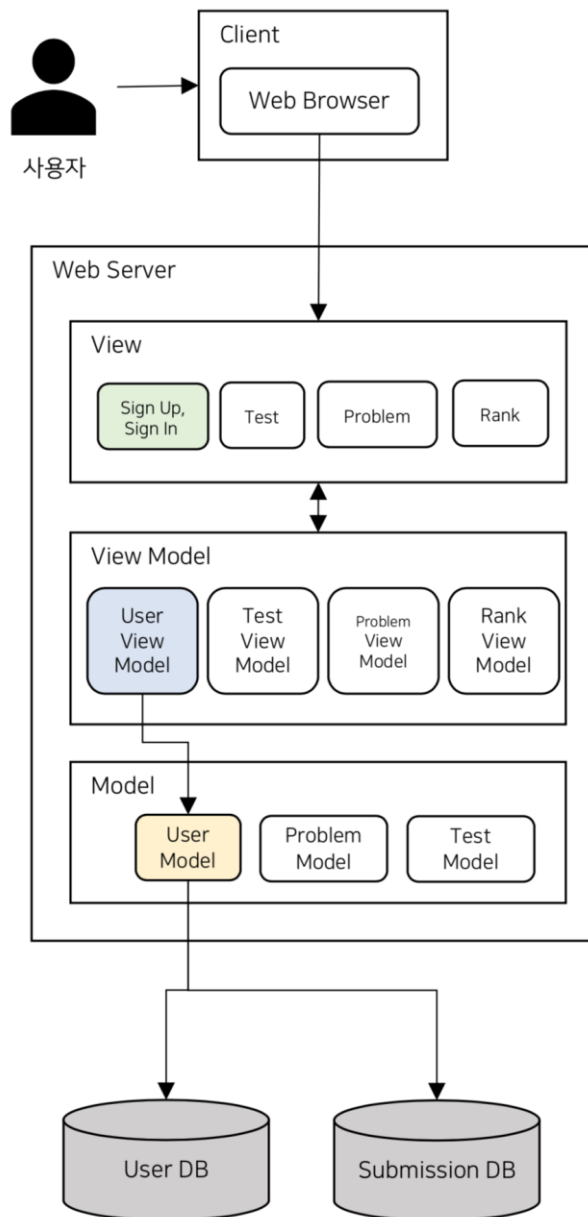 Client
Web Browser
사용자
Web Server
View
Sign Up,
Sign In
Test
Problem
Rank
View Model
User
View
Model
Test
View
Model
Problem
View
Model
Rank
View
Model
Model
User
Model
Problem
Model
Test
Model
User DB
Submission DB